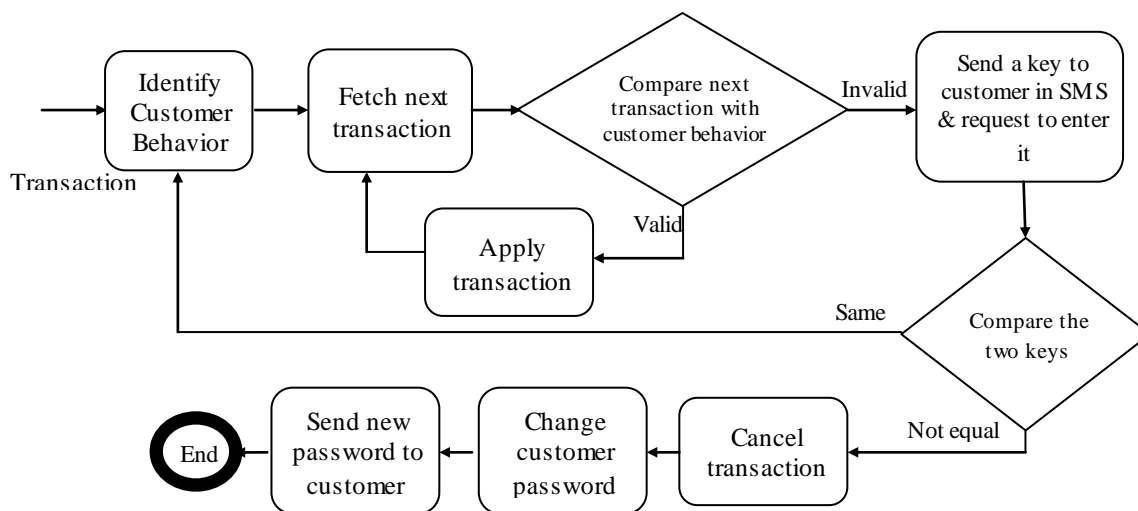 Transaction
Identify
Customer
Behavior
Fetch next
transaction
Compare next
transaction with
customer behavior
Invalid
Send a key to
customer in SMS
& request to enter
it
Valid
Apply
transaction
Same
Compare the
two keys
Not equal
Cancel
transaction
Change
customer
password
Send new
password to
customer
End